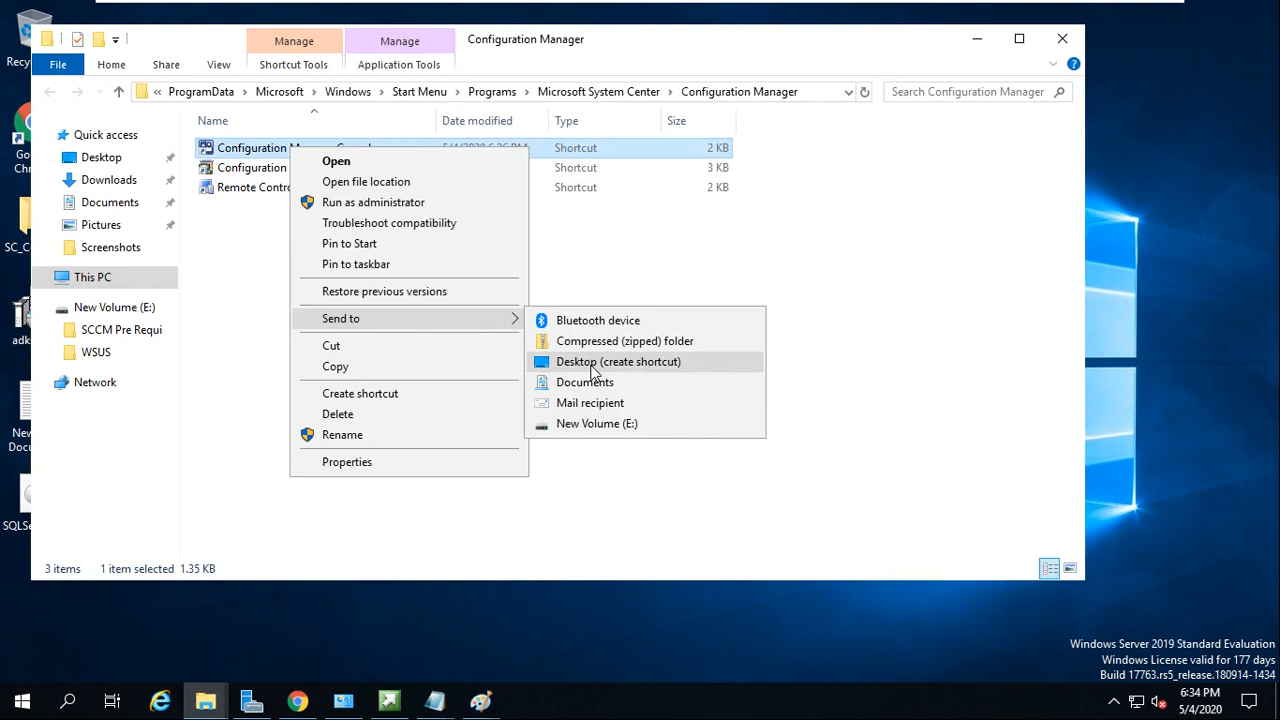 Manage
Manage
Configuration Manager
File
Home
Share
View
Shortcut Tools
Application Tools
« ProgramData > Microsoft > Windows > Start Menu > Programs > Microsoft System Center > Configuration Manager
Search Configuration Manager
Name
Date modified
Type
Size
Shortcut
2 KB
Configuration
Shortcut
3 KB
Shortcut
2 KB
Quick access
Desktop
Downloads
Documents
Pictures
Screenshots
This PC
New Volume (E:)
SCCM Pre Requi
WSUS
Network
Open
Open file location
Run as administrator
Troubleshoot compatibility
Pin to Start
Pin to taskbar
Restore previous versions
Send to
Cut
Copy
Create shortcut
Delete
Rename
Properties
Bluetooth device
Compressed (zipped) folder
Desktop (create shortcut)
Documents
Mail recipient
New Volume (E:)
3 items
1 item selected 1.35 KB
Windows Server 2019 Standard Evaluation
Windows License valid for 177 days
Build 17763.rs5_release.180914-1434
6:34 PM
5/4/2020